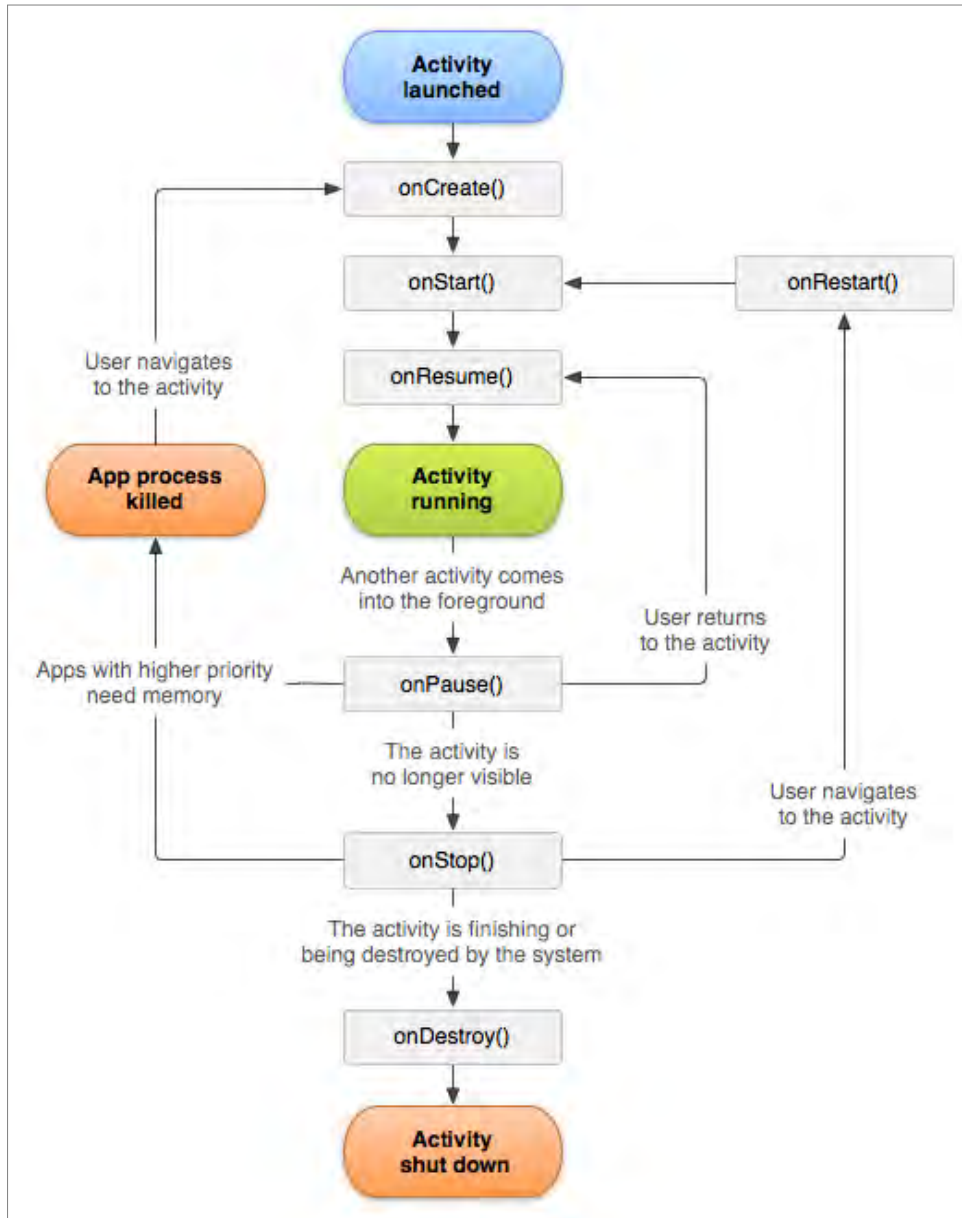 Activity
launched
onCreate()
onStart()
onRestart()
User navigates
to the activity
onResume()
App process
killed
Activity
running
Another activity comes
into the foreground
User returns
to the activity
Apps with higher priority
need memory
onPause()
The activity is
no longer visible
User navigates
to the activity
onStop()
The activity is finishing or
being destroyed by the system
onDestroy()
Activity
shut down